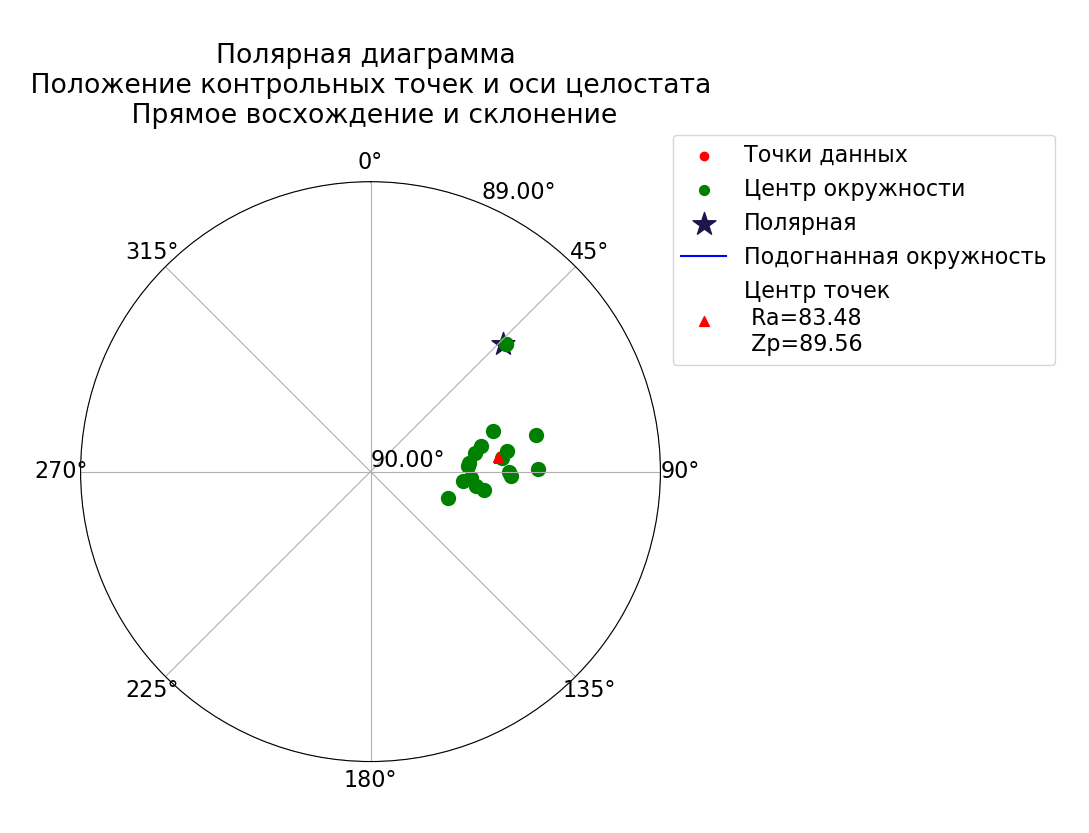 Полярная диаграмма
Положение контрольных точек и оси целостата
Прямое восхождение и склонение
Точки данных
Центр окружности
Полярная
Подогнанная окружность
Центр точек
Ra=83.48
Zp=89.56
0°
89.00°
315°
45°
90.00°
270°
90°
225°
135°
180°